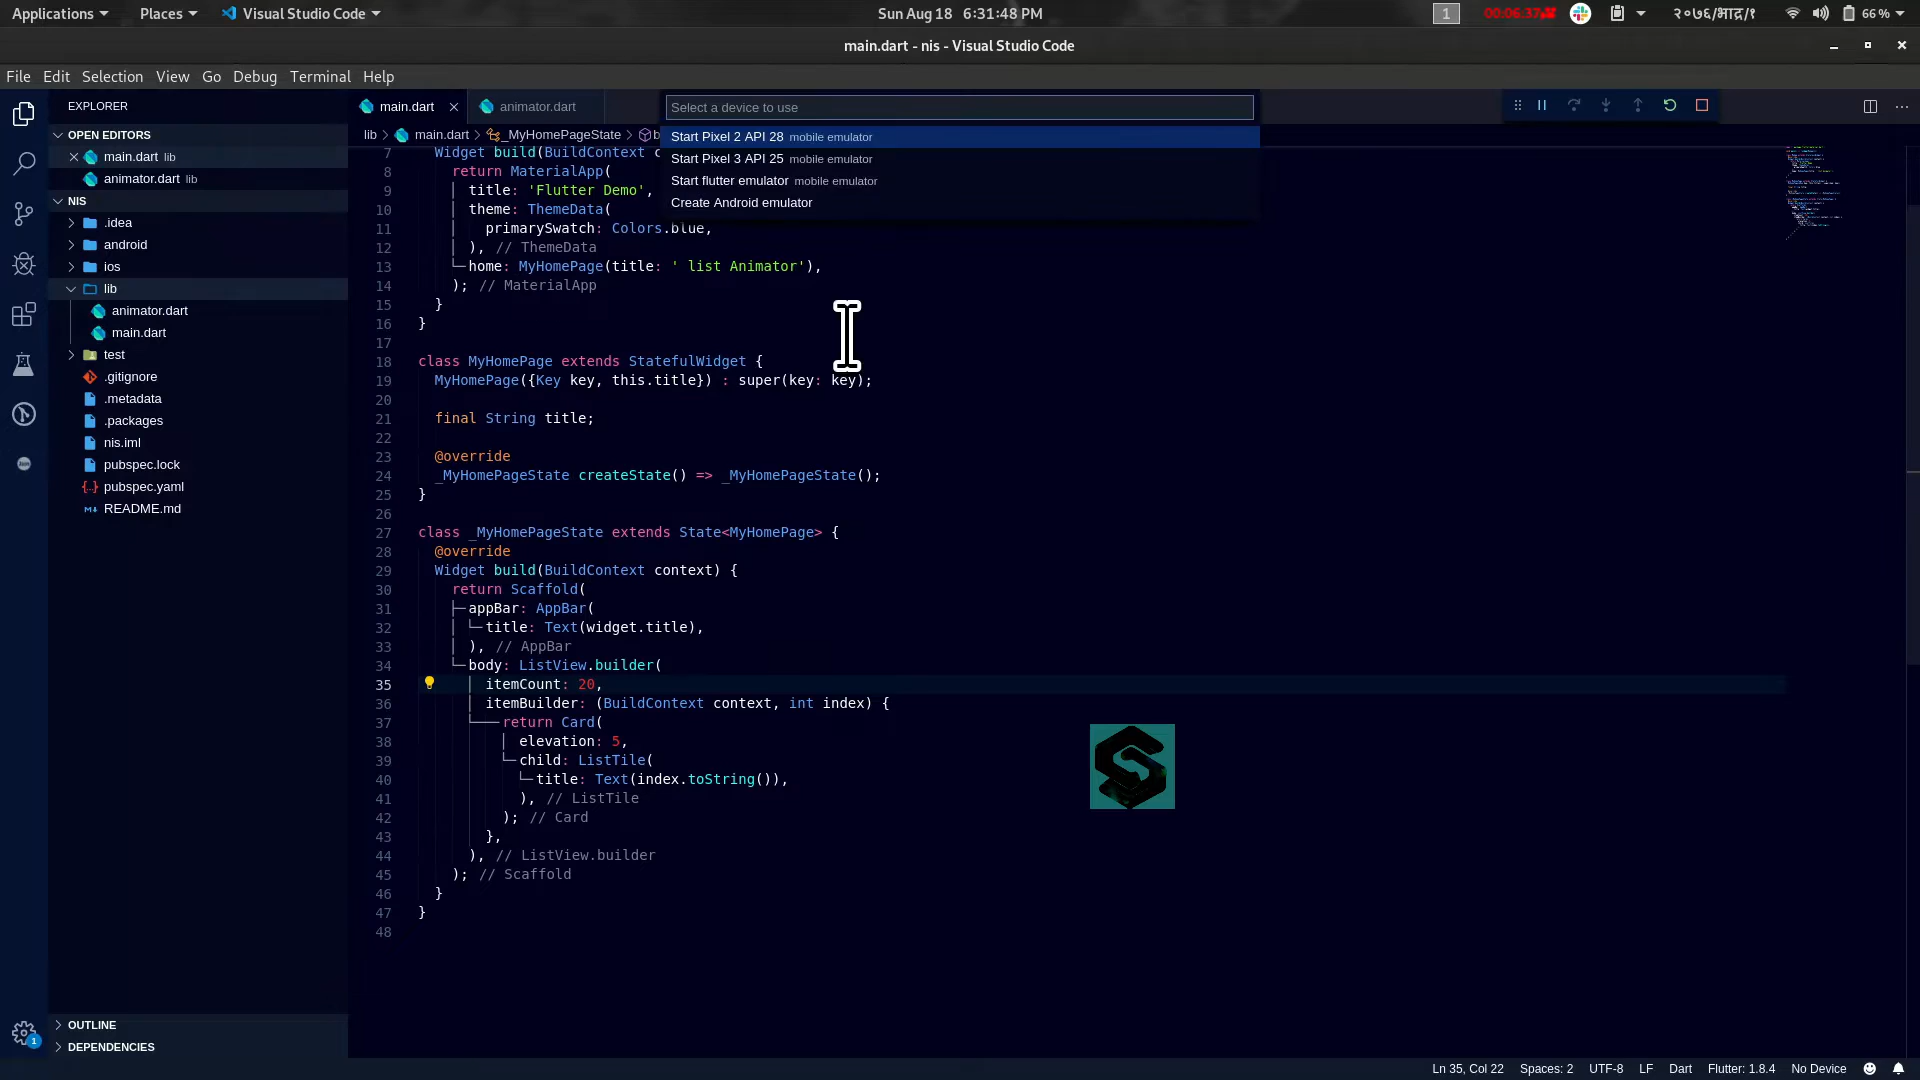 Applications Places Visual Studio Code Sun Aug 18 6:31:48 PM 1 00:06:37 २०७६/भाद्र/१ 66 %
main.dart - nis - Visual Studio Code
File Edit Selection View Go Debug Terminal Help
EXPLORER
OPEN EDITORS
main.dart lib
animator.dart lib
NIS
.idea
android
ios
lib
animator.dart
main.dart
test
.gitignore
.metadata
.packages
nis.iml
pubspec.lock
pubspec.yaml
README.md
OUTLINE
DEPENDENCIES
1
main.dart animator.dart
Select a device to use
Start Pixel 2 API 28 mobile emulator
Start Pixel 3 API 25 mobile emulator
Start flutter emulator mobile emulator
Create Android emulator
lib > main.dart > _MyHomePageState > b
7 Widget build(BuildContext c
8 return MaterialApp(
9 title: 'Flutter Demo',
10 theme: ThemeData(
11 primarySwatch: Colors.blue,
12 ), // ThemeData
13 home: MyHomePage(title: ' list Animator'),
14 ); // MaterialApp
15 }
16 }
17
18 class MyHomePage extends StatefulWidget {
19 MyHomePage({Key key, this.title}) : super(key: key);
20
21 final String title;
22
23 @override
24 _MyHomePageState createState() => _MyHomePageState();
25 }
26
27 class _MyHomePageState extends State<MyHomePage> {
28 @override
29 Widget build(BuildContext context) {
30 return Scaffold(
31 appBar: AppBar(
32 title: Text(widget.title),
33 ), // AppBar
34 body: ListView.builder(
35 itemCount: 20,
36 itemBuilder: (BuildContext context, int index) {
37 return Card(
38 elevation: 5,
39 child: ListTile(
40 title: Text(index.toString()),
41 ), // ListTile
42 ); // Card
43 },
44 ), // ListView.builder
45 ); // Scaffold
46 }
47 }
48
Ln 35, Col 22 Spaces: 2 UTF-8 LF Dart Flutter: 1.8.4 No Device